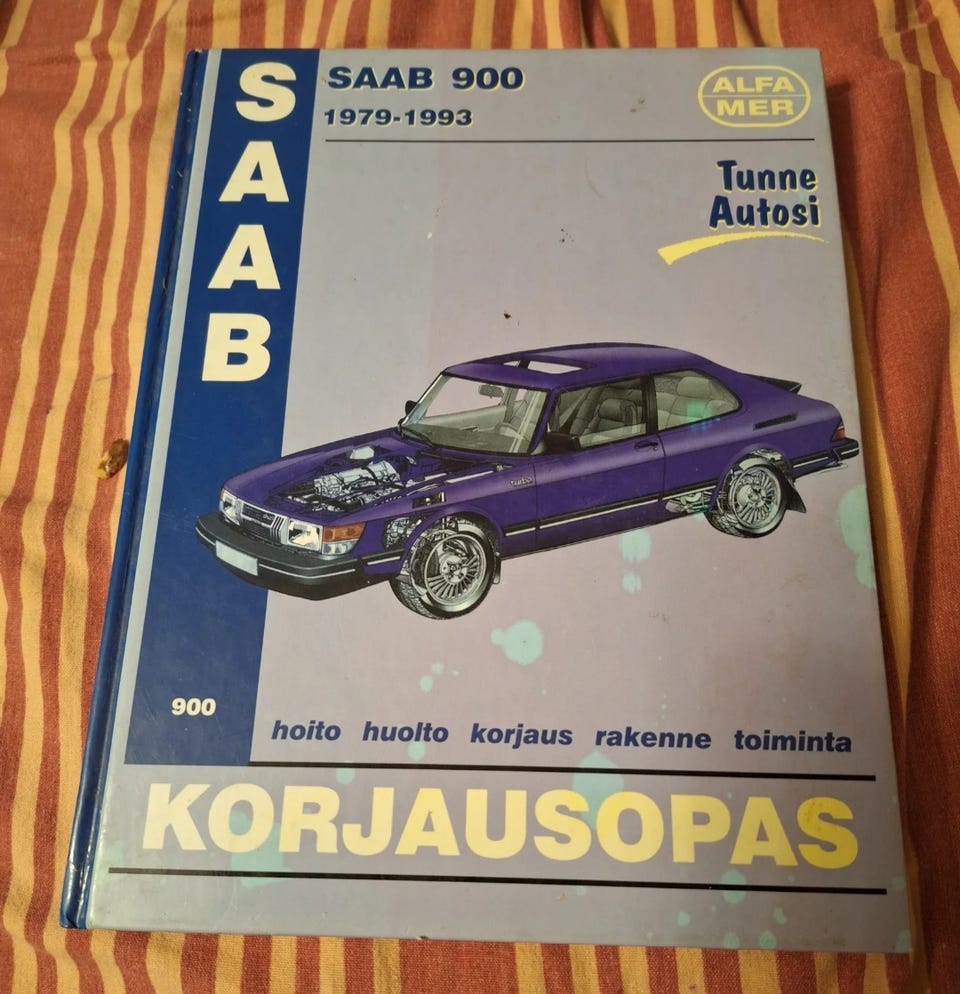 SAAB
SAAB 900
1979-1993
ALFA
MER
Tunne
Autosi
turbo
900
hoito huolto korjaus rakenne toiminta
KORJAUSOPAS